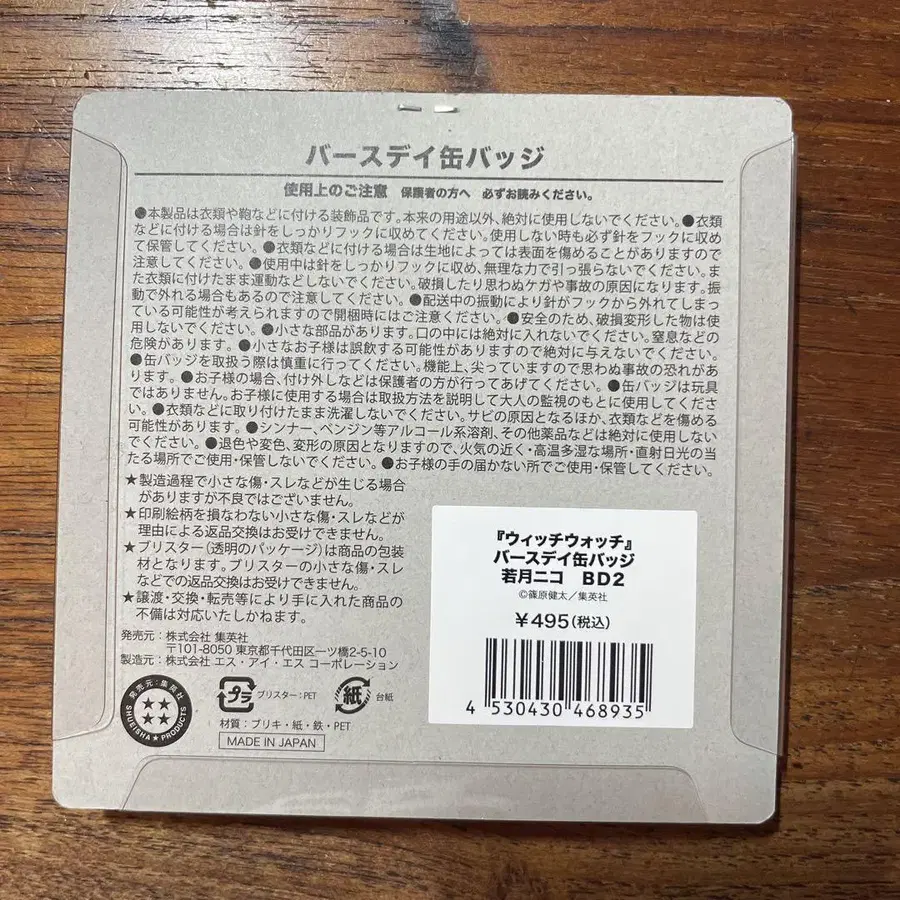 バースデイ缶バッジ
使用上のご注意 保護者の方へ 必ずお読みください。
●本製品は衣類や鞄などに付ける装飾品です。本来の用途以外、絶対に使用しないでください。●衣類
などに付ける場合は針をしっかりフックに収めてください。使用しない時も必ず針をフックに収め
て保管してください。●衣類などに付ける場合は生地によっては表面を傷めることがありますので
注意してください。●使用中は針をしっかりフックに収め、無理な力で引っ張らないでください。ま
た衣類に付けたまま運動などしないでください。破損したり思わぬケガや事故の原因になります。振
動で外れる場合もあるので注意してください。●配送中の振動により針がフックから外れてしまっ
ている可能性が考えられますので開梱時にはご注意ください。●安全のため、破損変形した物は使
用しないでください。●小さな部品があります。口の中には絶対に入れないでください。窒息などの
危険があります。●小さなお子様は誤飲する可能性がありますので絶対に与えないでください。
●缶バッジを取扱う際は慎重に行ってください。機能上、尖っていますので思わぬ事故の恐れがあ
ります。●お子様の場合、付け外しなどは保護者の方が行ってあげてください。●缶バッジは玩具
ではありません。お子様に使用する場合は取扱方法を説明して大人の監視のもとに使用してくださ
い。●衣類などに取り付けたまま洗濯しないでください。サビの原因となるほか、衣類などを傷める
可能性があります。●シンナー、ベンジン等アルコール系溶剤、その他薬品などは絶対に使用しない
でください。●退色や変色、変形の原因となりますので、火気の近く・高温多湿な場所・直射日光の当
たる場所でご使用・保管しないでください。●お子様の手の届かない所でご使用・保管してください。
★製造過程で小さな傷・スレなどが生じる場合
がありますが不良ではございません。
★印刷絵柄を損なわない小さな傷・スレなどが
理由による返品交換はお受けできません。
★ブリスター(透明のパッケージ)は商品の包装
材となります。ブリスターの小さな傷・スレ
などでの返品交換はお受けできません。
★譲渡・交換・転売等により手に入れた商品の
不備は対応いたしかねます。
発売元:株式会社 集英社
〒101-8050 東京都千代田区一ツ橋2-5-10
製造元:株式会社 エス・アイ・エス コーポレーション
発売元:集英社
SHUEISHA★PRODUCTS
プラ ブリスター:PET
紙 台紙
材質:ブリキ・紙・鉄・PET
MADE IN JAPAN
『ウィッチウォッチ』
バースデイ缶バッジ
若月ニコ BD2
©篠原健太/集英社
¥495(税込)
4 530430 468935